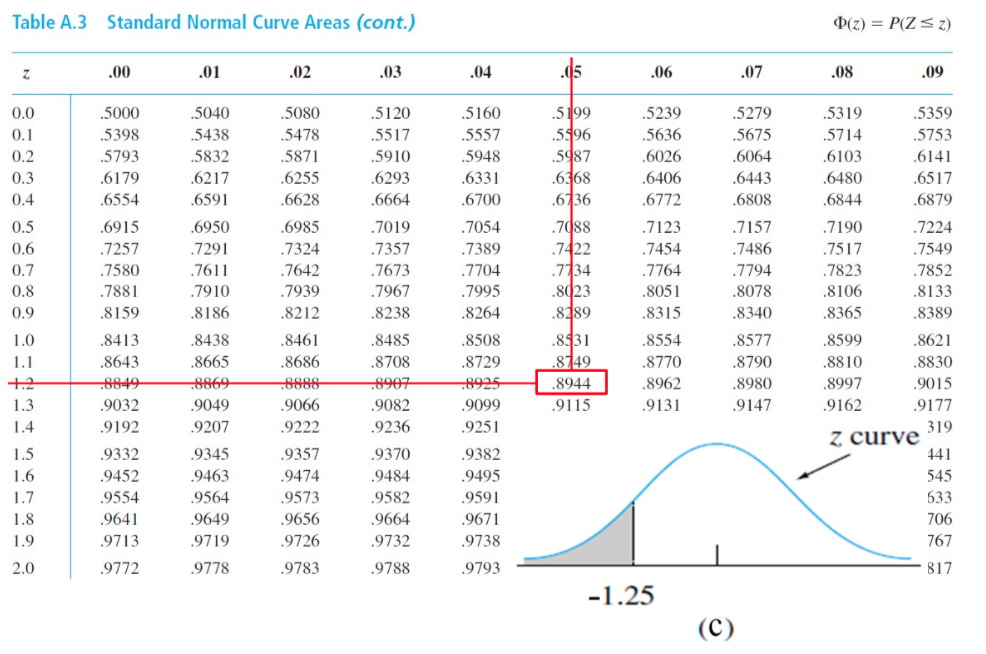 Table A.3 Standard Normal Curve Areas (cont.) Φ(z) = P(Z ≤ z)
z .00 .01 .02 .03 .04 .05 .06 .07 .08 .09
0.0 .5000 .5040 .5080 .5120 .5160 .5199 .5239 .5279 .5319 .5359
0.1 .5398 .5438 .5478 .5517 .5557 .5596 .5636 .5675 .5714 .5753
0.2 .5793 .5832 .5871 .5910 .5948 .5987 .6026 .6064 .6103 .6141
0.3 .6179 .6217 .6255 .6293 .6331 .6368 .6406 .6443 .6480 .6517
0.4 .6554 .6591 .6628 .6664 .6700 .6736 .6772 .6808 .6844 .6879
0.5 .6915 .6950 .6985 .7019 .7054 .7088 .7123 .7157 .7190 .7224
0.6 .7257 .7291 .7324 .7357 .7389 .7422 .7454 .7486 .7517 .7549
0.7 .7580 .7611 .7642 .7673 .7704 .7734 .7764 .7794 .7823 .7852
0.8 .7881 .7910 .7939 .7967 .7995 .8023 .8051 .8078 .8106 .8133
0.9 .8159 .8186 .8212 .8238 .8264 .8289 .8315 .8340 .8365 .8389
1.0 .8413 .8438 .8461 .8485 .8508 .8531 .8554 .8577 .8599 .8621
1.1 .8643 .8665 .8686 .8708 .8729 .8749 .8770 .8790 .8810 .8830
1.2 .8849 .8869 .8888 .8907 .8925 .8944 .8962 .8980 .8997 .9015
1.3 .9032 .9049 .9066 .9082 .9099 .9115 .9131 .9147 .9162 .9177
1.4 .9192 .9207 .9222 .9236 .9251 319
z curve
1.5 .9332 .9345 .9357 .9370 .9382 441
1.6 .9452 .9463 .9474 .9484 .9495 545
1.7 .9554 .9564 .9573 .9582 .9591 633
1.8 .9641 .9649 .9656 .9664 .9671 706
1.9 .9713 .9719 .9726 .9732 .9738 767
2.0 .9772 .9778 .9783 .9788 .9793 817
-1.25
(c)